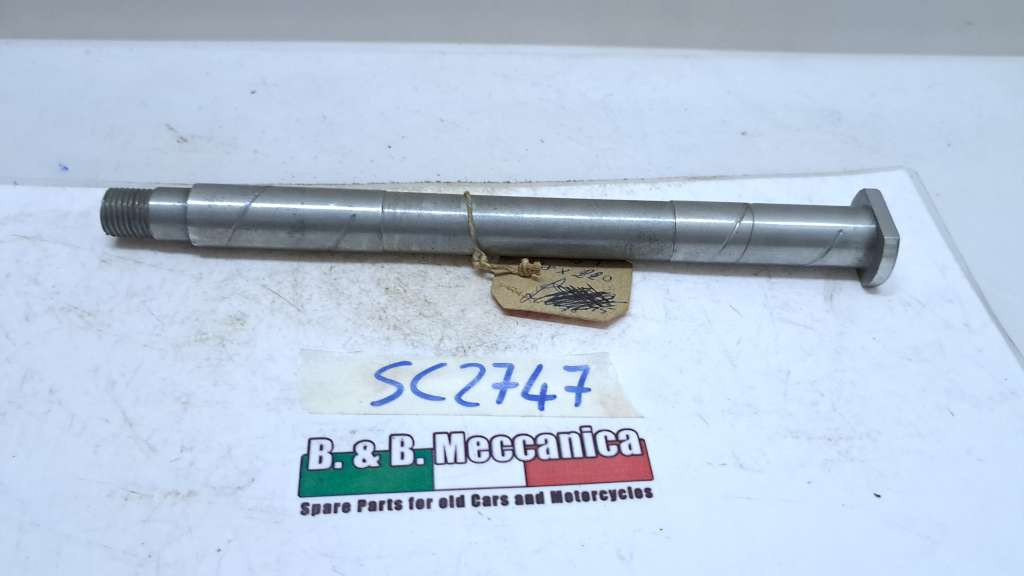 SC2747
B. & B. Meccanica
Spare Parts for old Cars and Motorcycles